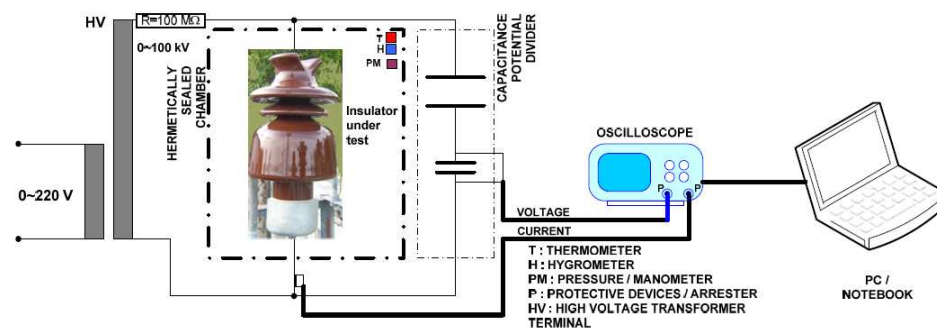 HV
R=100 MΩ
0~100 kV
HERMETICALLY
SEALED
CHAMBER
T
H
PM
Insulator
under
test
CAPACITANCE
POTENTIAL
DIVIDER
0~220 V
OSCILLOSCOPE
P
P
VOLTAGE
CURRENT
T : THERMOMETER
H : HYGROMETER
PM : PRESSURE / MANOMETER
P : PROTECTIVE DEVICES / ARRESTER
HV : HIGH VOLTAGE TRANSFORMER
TERMINAL
PC /
NOTEBOOK